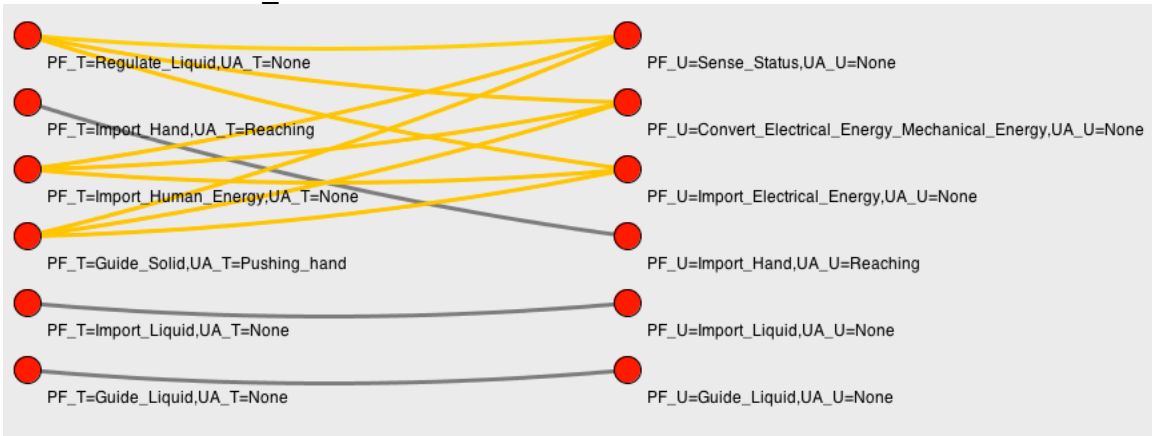 PF_T=Regulate_Liquid,UA_T=None
PF_U=Sense_Status,UA_U=None
PF_T=Import_Hand,UA_T=Reaching
PF_U=Convert_Electrical_Energy_Mechanical_Energy,UA_U=None
PF_T=Import_Human_Energy,UA_T=None
PF_U=Import_Electrical_Energy,UA_U=None
PF_T=Guide_Solid,UA_T=Pushing_hand
PF_U=Import_Hand,UA_U=Reaching
PF_T=Import_Liquid,UA_T=None
PF_U=Import_Liquid,UA_U=None
PF_T=Guide_Liquid,UA_T=None
PF_U=Guide_Liquid,UA_U=None